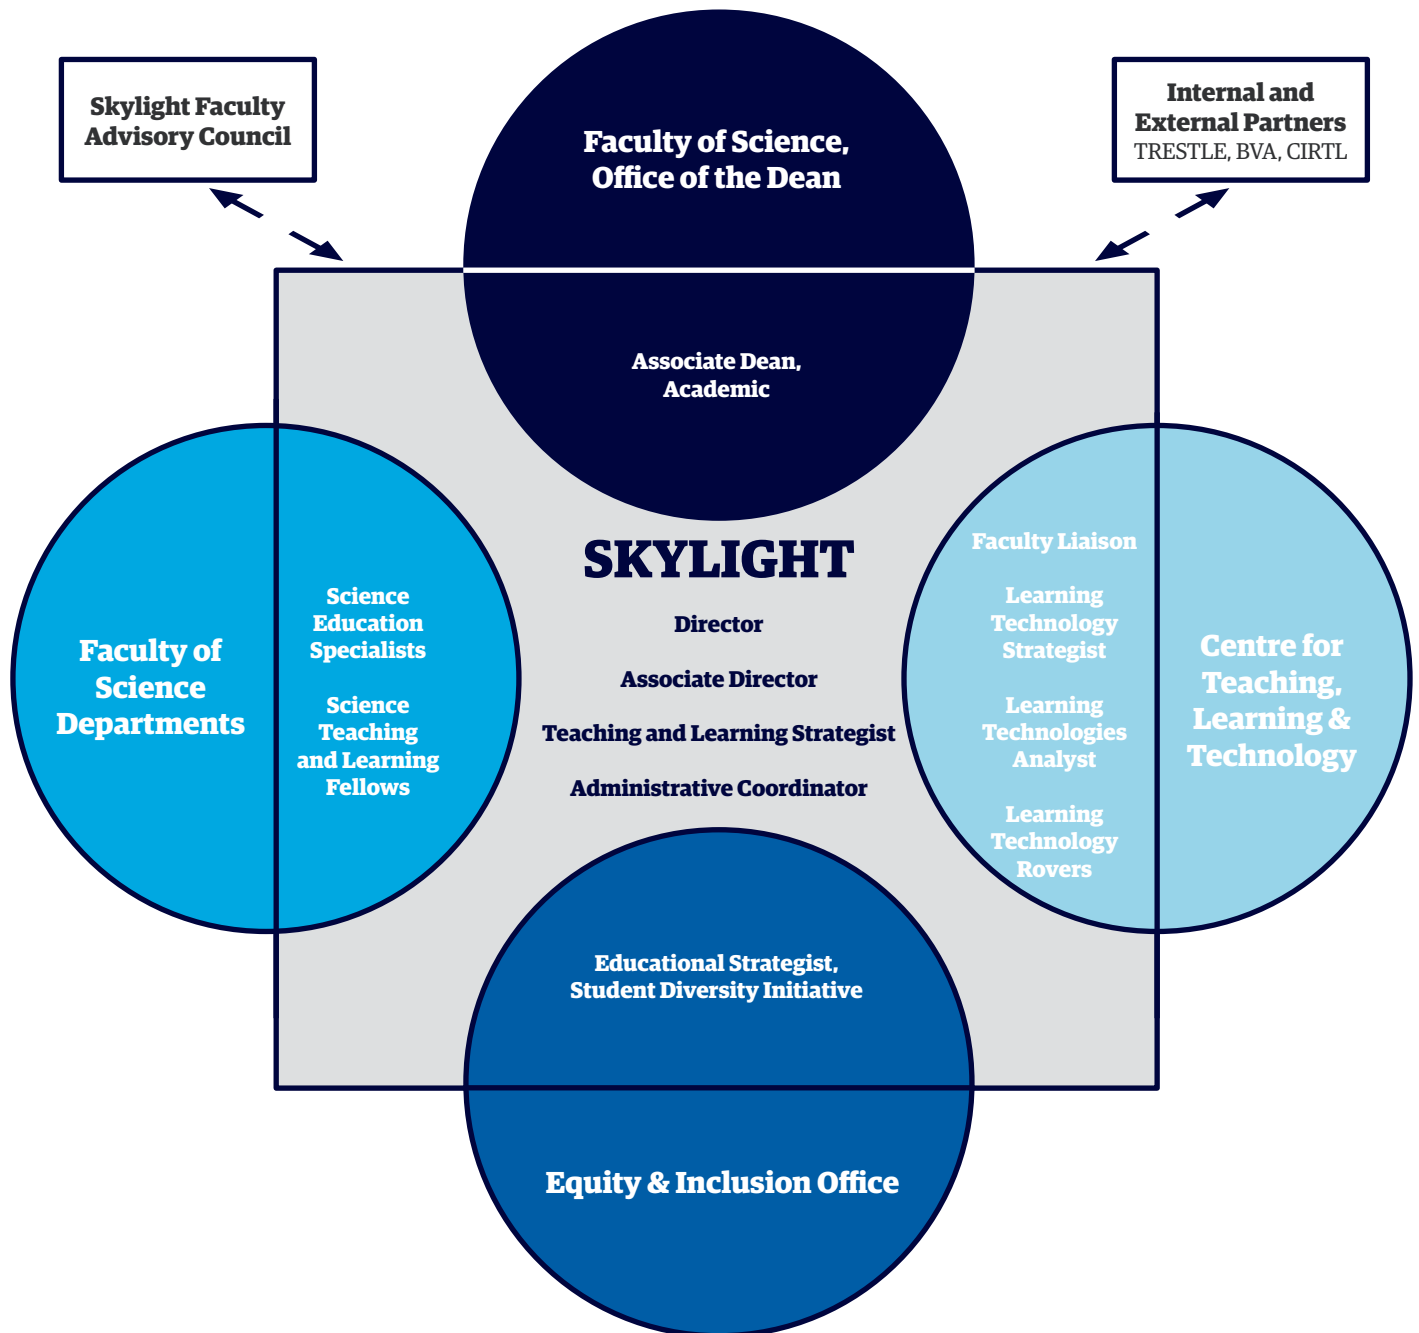 Skylight Faculty
Advisory Council
Faculty of Science,
Office of the Dean
Internal and
External Partners
TRESTLE, BVA, CIRTL
Associate Dean,
Academic
Faculty of
Science
Departments
Science
Education
Specialists
Science
Teaching
and Learning
Fellows
SKYLIGHT
Director
Associate Director
Teaching and Learning Strategist
Administrative Coordinator
Faculty Liaison
Learning
Technology
Strategist
Learning
Technologies
Analyst
Learning
Technology
Rovers
Centre for
Teaching,
Learning &
Technology
Educational Strategist,
Student Diversity Initiative
Equity & Inclusion Office